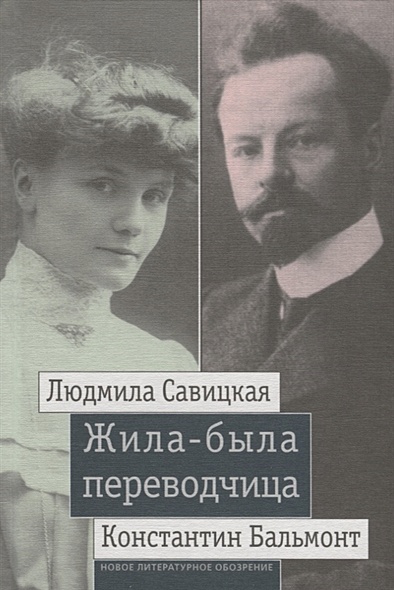 Людмила Савицкая
Жила-была
переводчица
Константин Бальмонт
НОВОЕ ЛИТЕРАТУРНОЕ ОБОЗРЕНИЕ